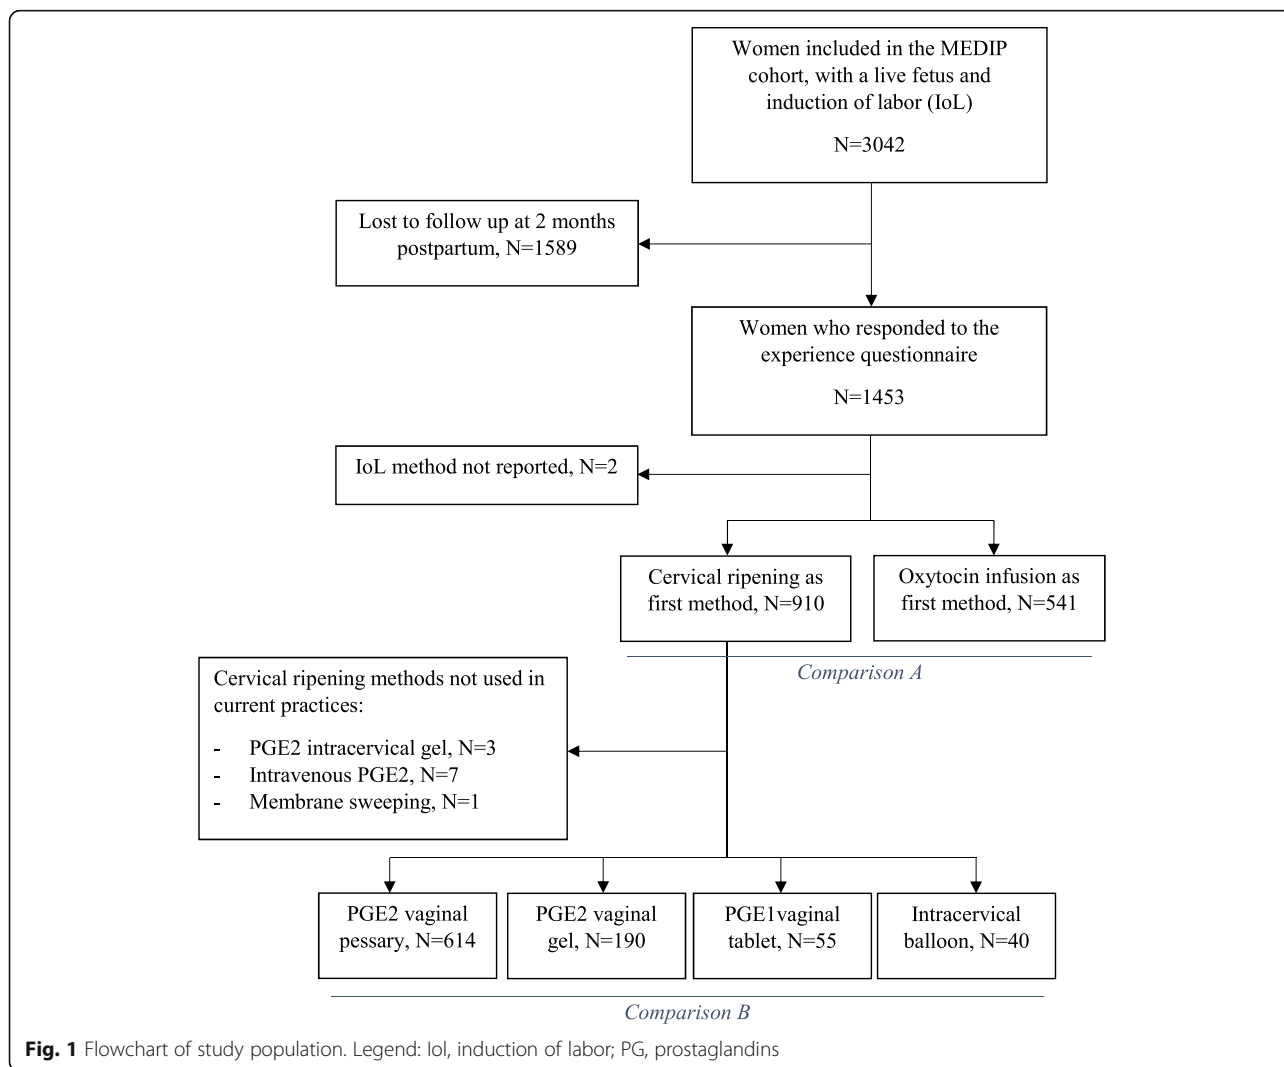 Women included in the MEDIP
cohort, with a live fetus and
induction of labor (IoL)
N=3042
Lost to follow up at 2 months
postpartum, N=1589
Women who responded to the
experience questionnaire
N=1453
IoL method not reported, N=2
Cervical ripening as
first method, N=910
Oxytocin infusion as
first method, N=541
Comparison A
Cervical ripening methods not used in
current practices:
- PGE2 intracervical gel, N=3
- Intravenous PGE2, N=7
- Membrane sweeping, N=1
PGE2 vaginal
pessary, N=614
PGE2 vaginal
gel, N=190
PGE1vaginal
tablet, N=55
Intracervical
balloon, N=40
Comparison B
Fig. 1 Flowchart of study population. Legend: Iol, induction of labor; PG, prostaglandins